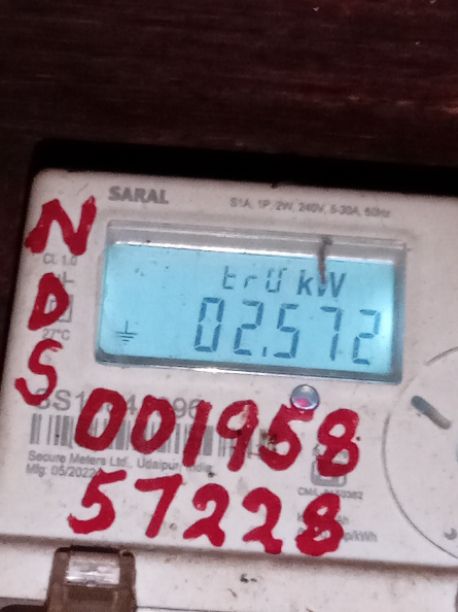 SARAL
S1A, 1P, 2W, 240V, 5-30A, 50Hz
N
Cl. 1.0
trU kW
D
02.572
27°C
S
001958
Secure Meters Ltd., Udaipur, India
Mfg. 05/2022
57228